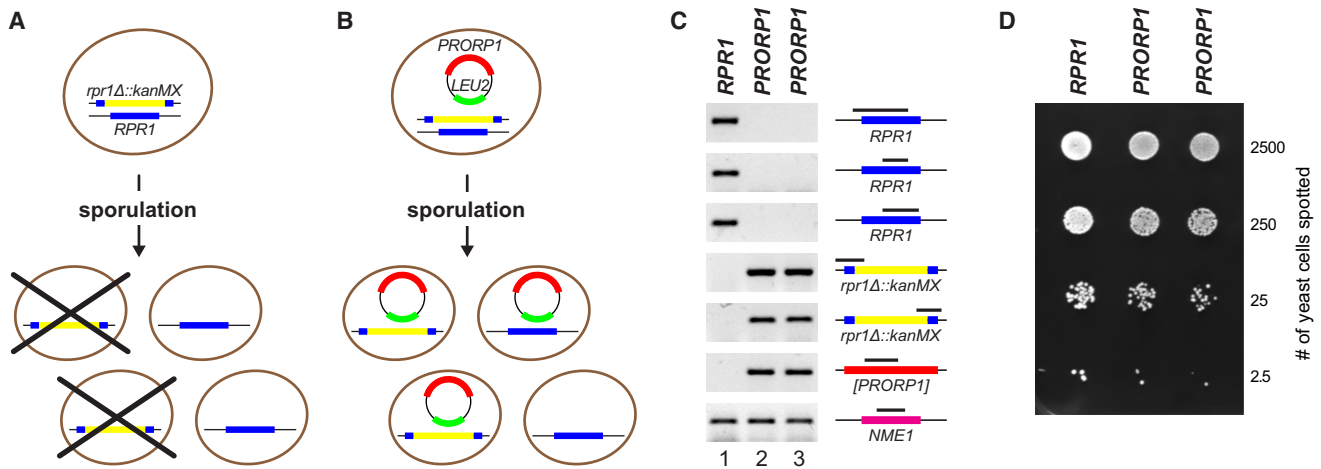 A
rpr1Δ::kanMX
RPR1
sporulation
B
PRORP1
LEU2
sporulation
C
RPR1
PRORP1
PRORP1
RPR1
RPR1
RPR1
rpr1Δ::kanMX
rpr1Δ::kanMX
[PRORP1]
NME1
1 2 3
D
RPR1
PRORP1
PRORP1
2500
250
25
2.5
# of yeast cells spotted